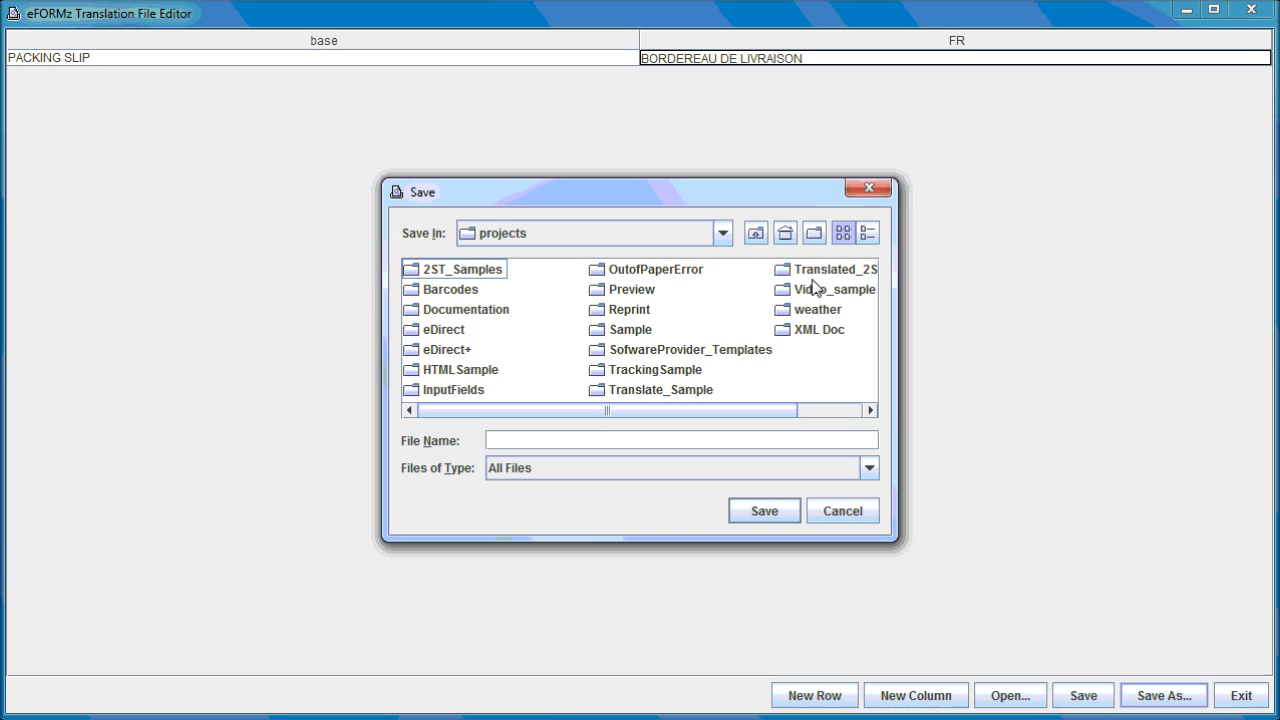 eFORMz Translation File Editor
base FR
PACKING SLIP BORDEREAU DE LIVRAISON
Save
Save In: projects
2ST_Samples OutofPaperError Translated_2S
Barcodes Preview
Documentation Reprint weather
eDirect Sample XML Doc
eDirect+ SofwareProvider_Templates
HTMLSample TrackingSample
InputFields Translate_Sample
File Name:
Files of Type: All Files
Save Cancel
New Row New Column Open... Save Save As... Exit